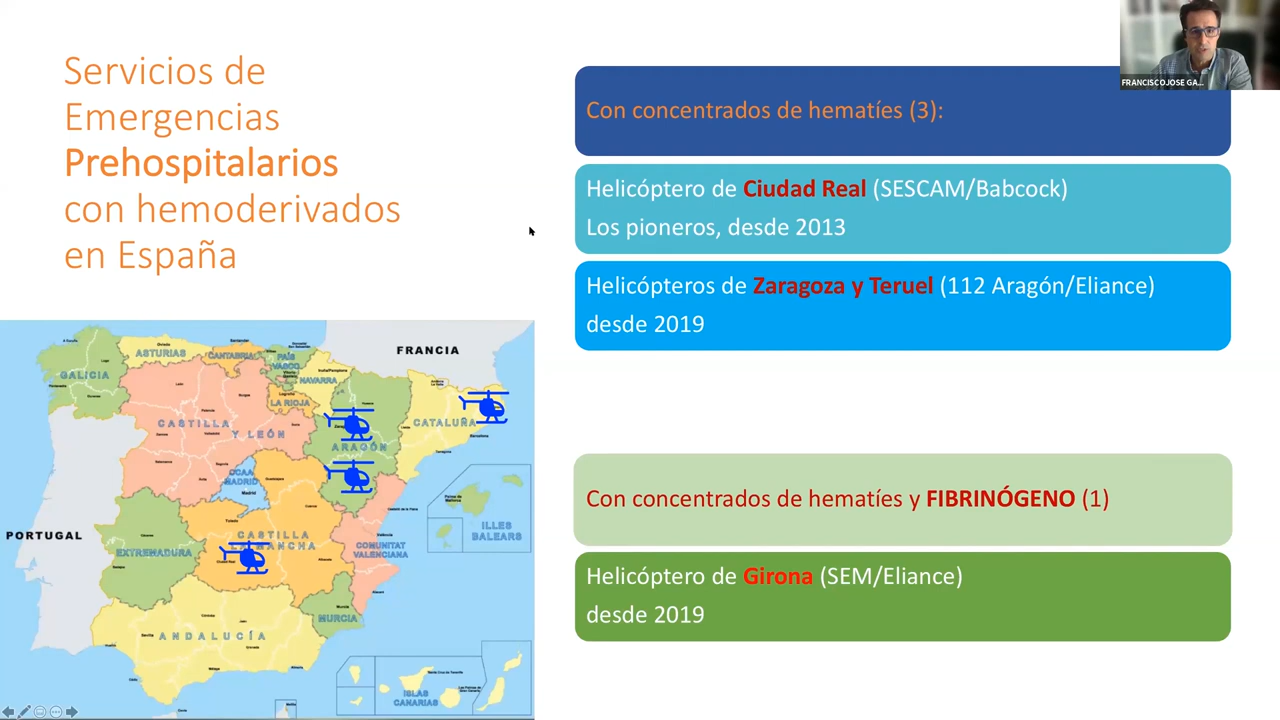 Servicios de
Emergencias
Prehospitalarios
con hemoderivados
en España
FRANCISCOJOSE GA...
Con concentrados de hematíes (3):
Helicóptero de Ciudad Real (SESCAM/Babcock)
Los pioneros, desde 2013
Helicópteros de Zaragoza y Teruel (112 Aragón/Eliance)
desde 2019
Con concentrados de hematíes y FIBRINÓGENO (1)
Helicóptero de Girona (SEM/Eliance)
desde 2019
FRANCIA
ASTURIAS
CANTABRIA
PAÍS
VASCO
NAVARRA
GALICIA
LA RIOJA
CASTILLA
Y LEÓN
CATALUÑA
ARAGÓN
CCAA
MADRID
Madrid
PORTUGAL
EXTREMADURA
CASTILLA
LA MANCHA
COMUNITAT
VALENCIANA
ILLES
BALEARS
MURCIA
ANDALUCÍA
ISLAS
CANARIAS